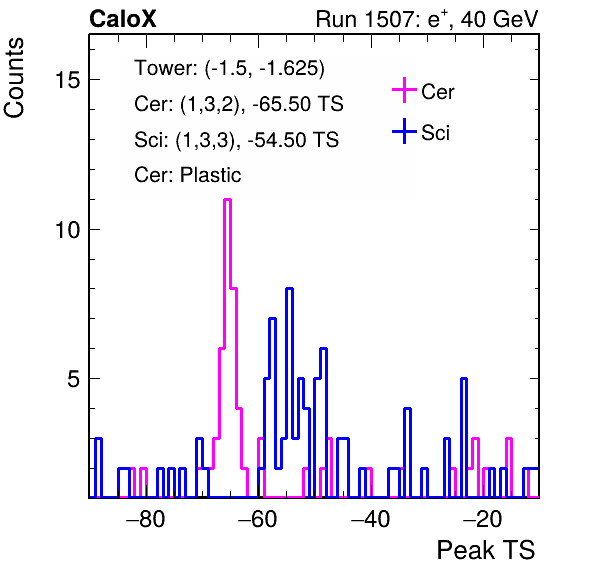 CaloX Run 1507: e⁺, 40 GeV
Counts
Tower: (-1.5, -1.625)
Cer: (1,3,2), -65.50 TS
Sci: (1,3,3), -54.50 TS
Cer: Plastic
Cer
Sci
15
10
5
−80 −60 −40 −20
Peak TS